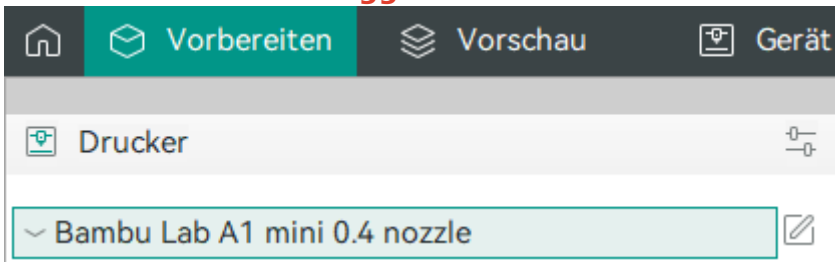 Vorbereiten Vorschau Gerät
Drucker
Bambu Lab A1 mini 0.4 nozzle